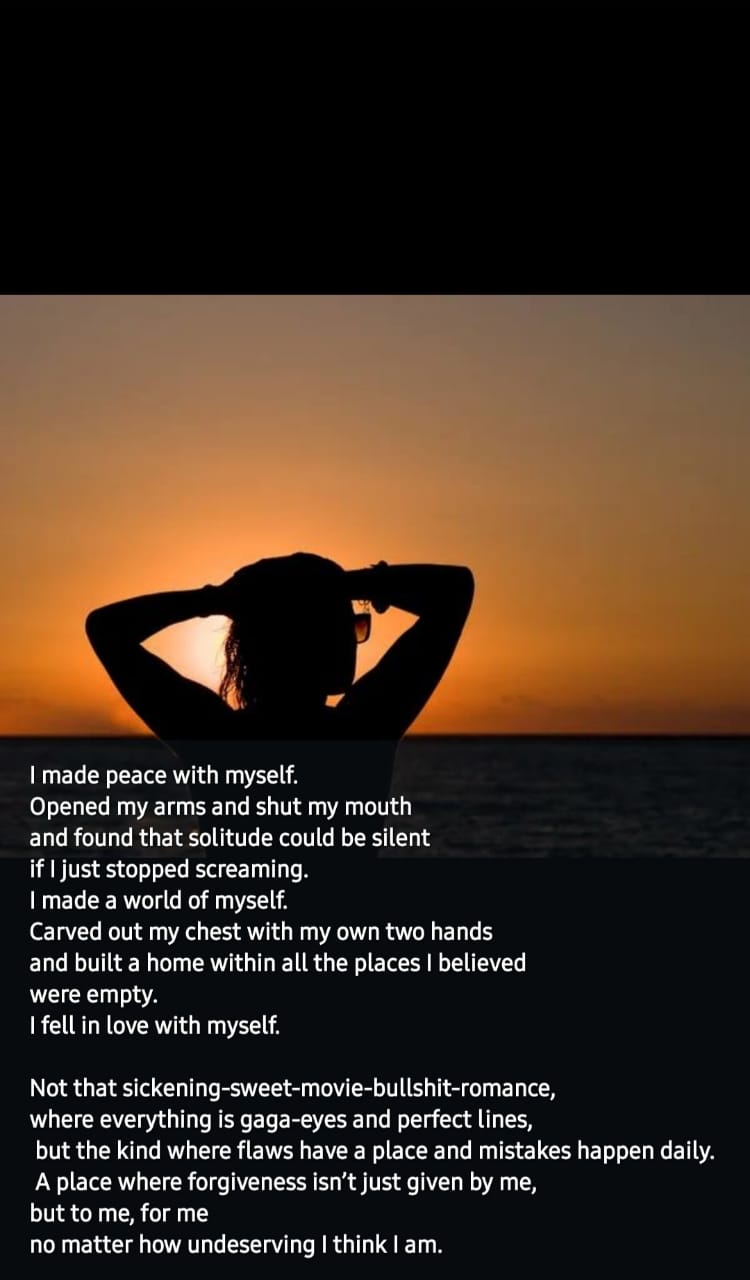 I made peace with myself.
Opened my arms and shut my mouth
and found that solitude could be silent
if I just stopped screaming.
I made a world of myself.
Carved out my chest with my own two hands
and built a home within all the places I believed
were empty.
I fell in love with myself.
Not that sickening-sweet-movie-bullshit-romance,
where everything is gaga-eyes and perfect lines,
but the kind where flaws have a place and mistakes happen daily.
A place where forgiveness isn't just given by me,
but to me, for me
no matter how undeserving I think I am.